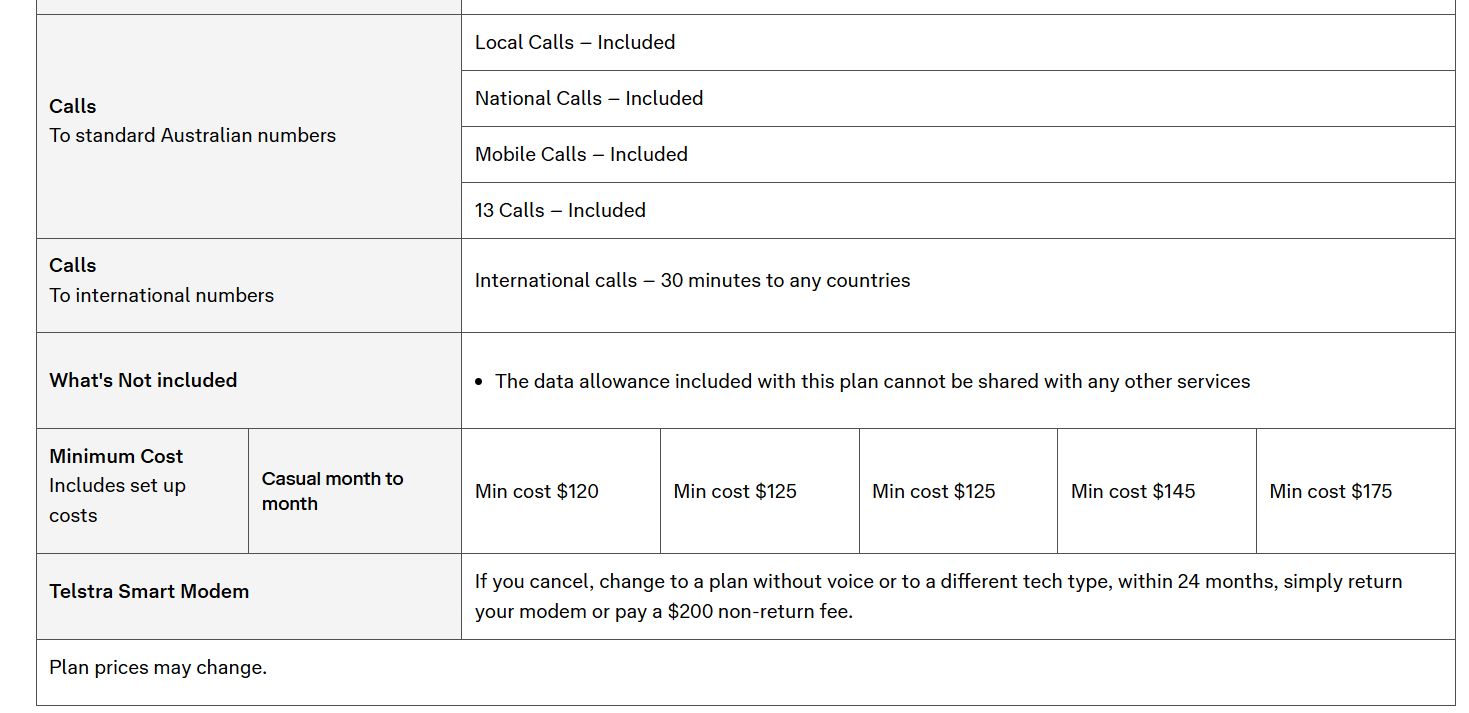 Calls
To standard Australian numbers
Local Calls – Included
National Calls – Included
Mobile Calls – Included
13 Calls – Included
Calls
To international numbers
International calls – 30 minutes to any countries
What's Not included
• The data allowance included with this plan cannot be shared with any other services
Minimum Cost
Includes set up
costs
Casual month to
month
Min cost $120
Min cost $125
Min cost $125
Min cost $145
Min cost $175
Telstra Smart Modem
If you cancel, change to a plan without voice or to a different tech type, within 24 months, simply return
your modem or pay a $200 non-return fee.
Plan prices may change.